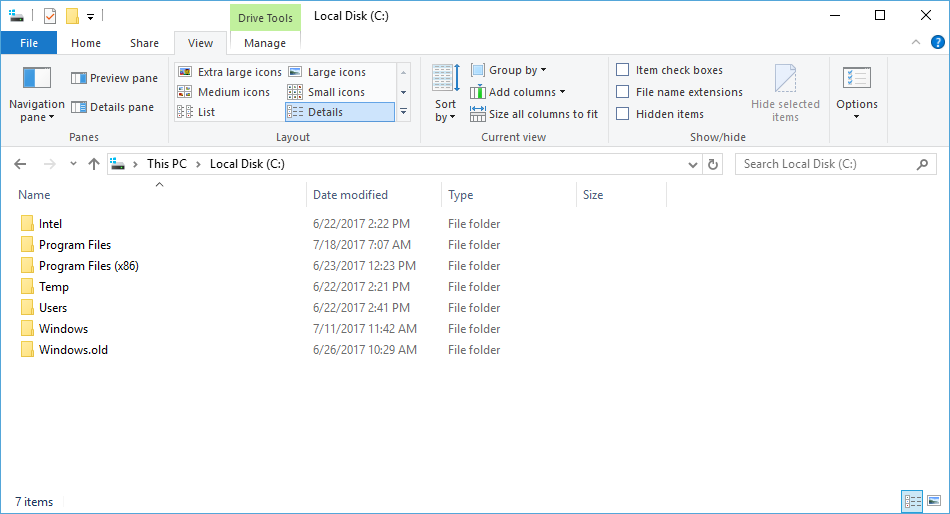 Drive Tools Local Disk (C:)
File Home Share View Manage
Navigation pane
Preview pane
Details pane
Panes
Extra large icons Large icons
Medium icons Small icons
List Details
Layout
Sort by
Group by
Add columns
Size all columns to fit
Current view
Item check boxes
File name extensions
Hidden items
Hide selected items
Show/hide
Options
This PC Local Disk (C:) Search Local Disk (C:)
Name Date modified Type Size
Intel 6/22/2017 2:22 PM File folder
Program Files 7/18/2017 7:07 AM File folder
Program Files (x86) 6/23/2017 12:23 PM File folder
Temp 6/22/2017 2:21 PM File folder
Users 6/22/2017 2:41 PM File folder
Windows 7/11/2017 11:42 AM File folder
Windows.old 6/26/2017 10:29 AM File folder
7 items